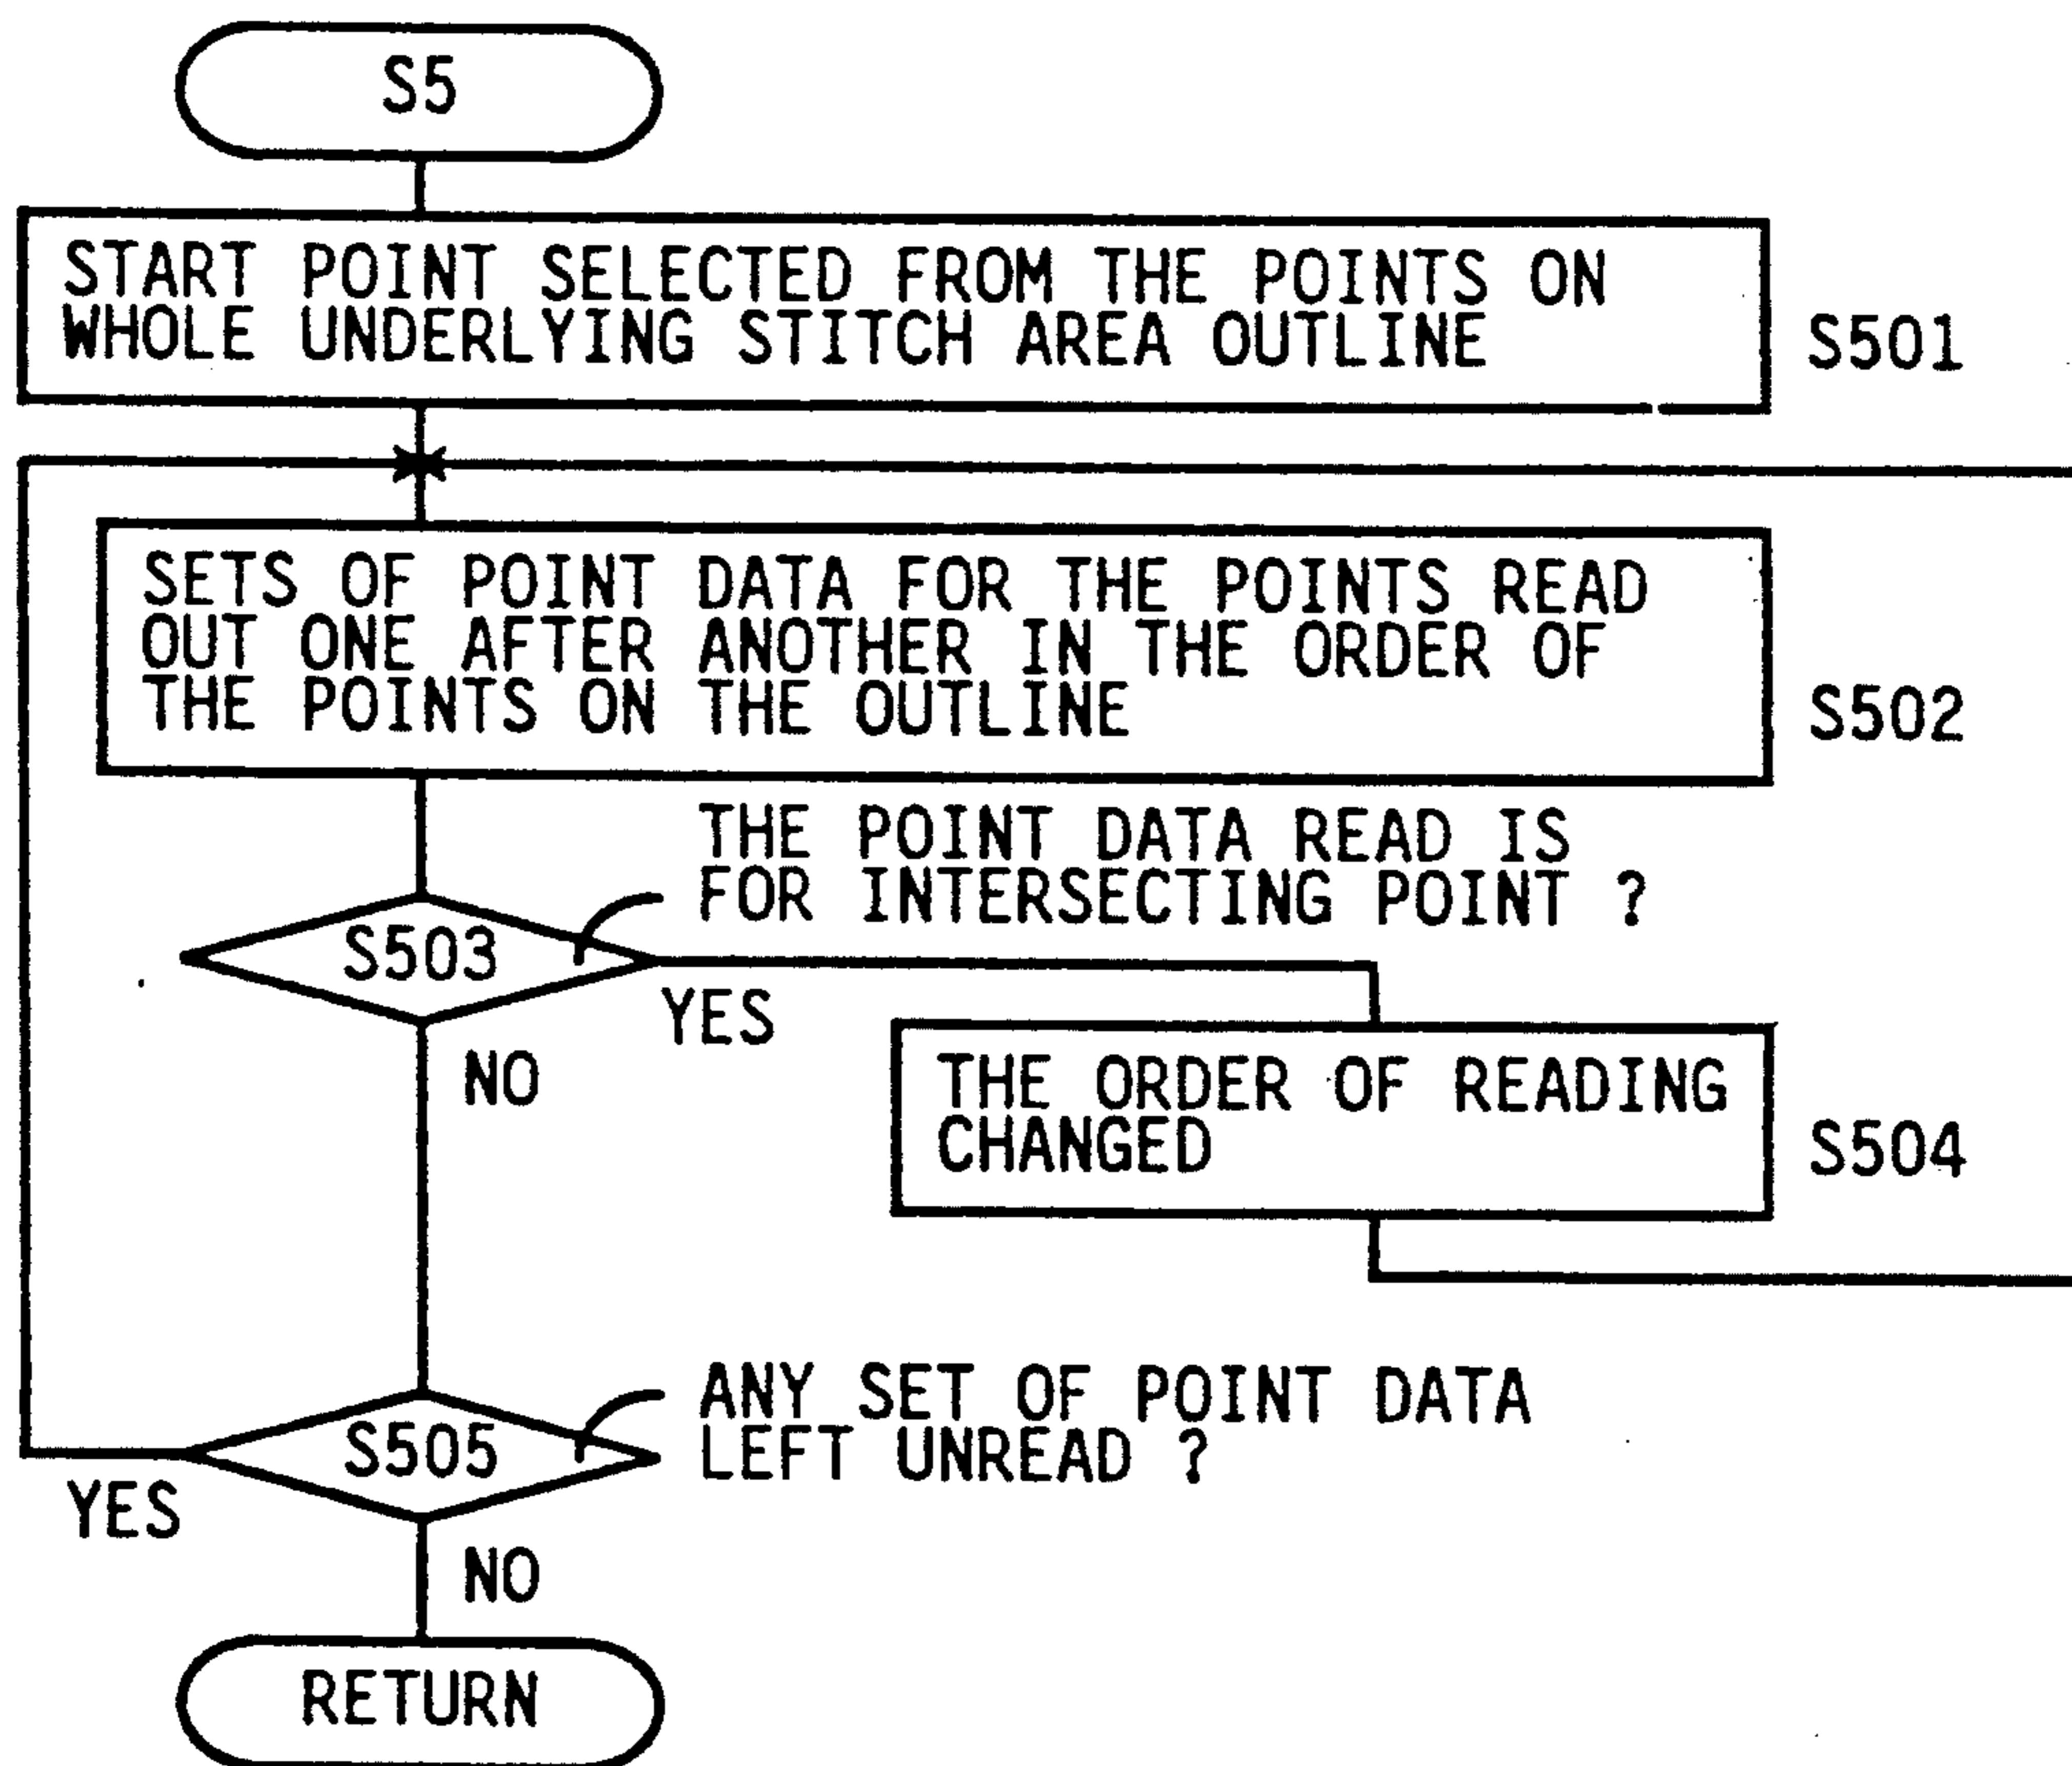 S5
START POINT SELECTED FROM THE POINTS ON
WHOLE UNDERLYING STITCH AREA OUTLINE
S501
SETS OF POINT DATA FOR THE POINTS READ
OUT ONE AFTER ANOTHER IN THE ORDER OF
THE POINTS ON THE OUTLINE
S502
THE POINT DATA READ IS
FOR INTERSECTING POINT ?
S503
YES
NO
THE ORDER OF READING
CHANGED
S504
ANY SET OF POINT DATA
LEFT UNREAD ?
S505
YES
NO
RETURN